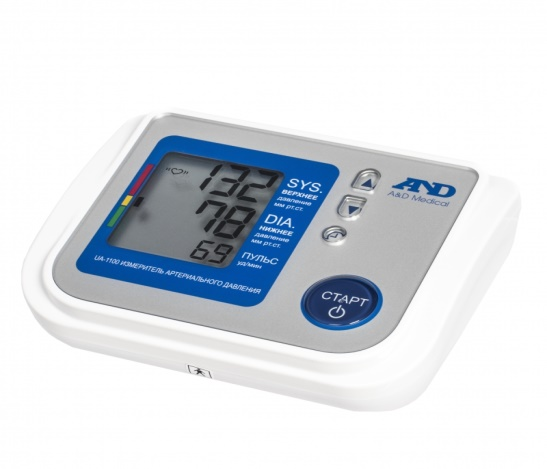 132
78
69
SYS.
ВЕРХНЕЕ
давление
мм рт.ст.
DIA.
НИЖНЕЕ
давление
мм рт.ст.
ПУЛЬС
уд/мин
UA-1100 ИЗМЕРИТЕЛЬ АРТЕРИАЛЬНОГО ДАВЛЕНИЯ
AND
A&D Medical
СТАРТ